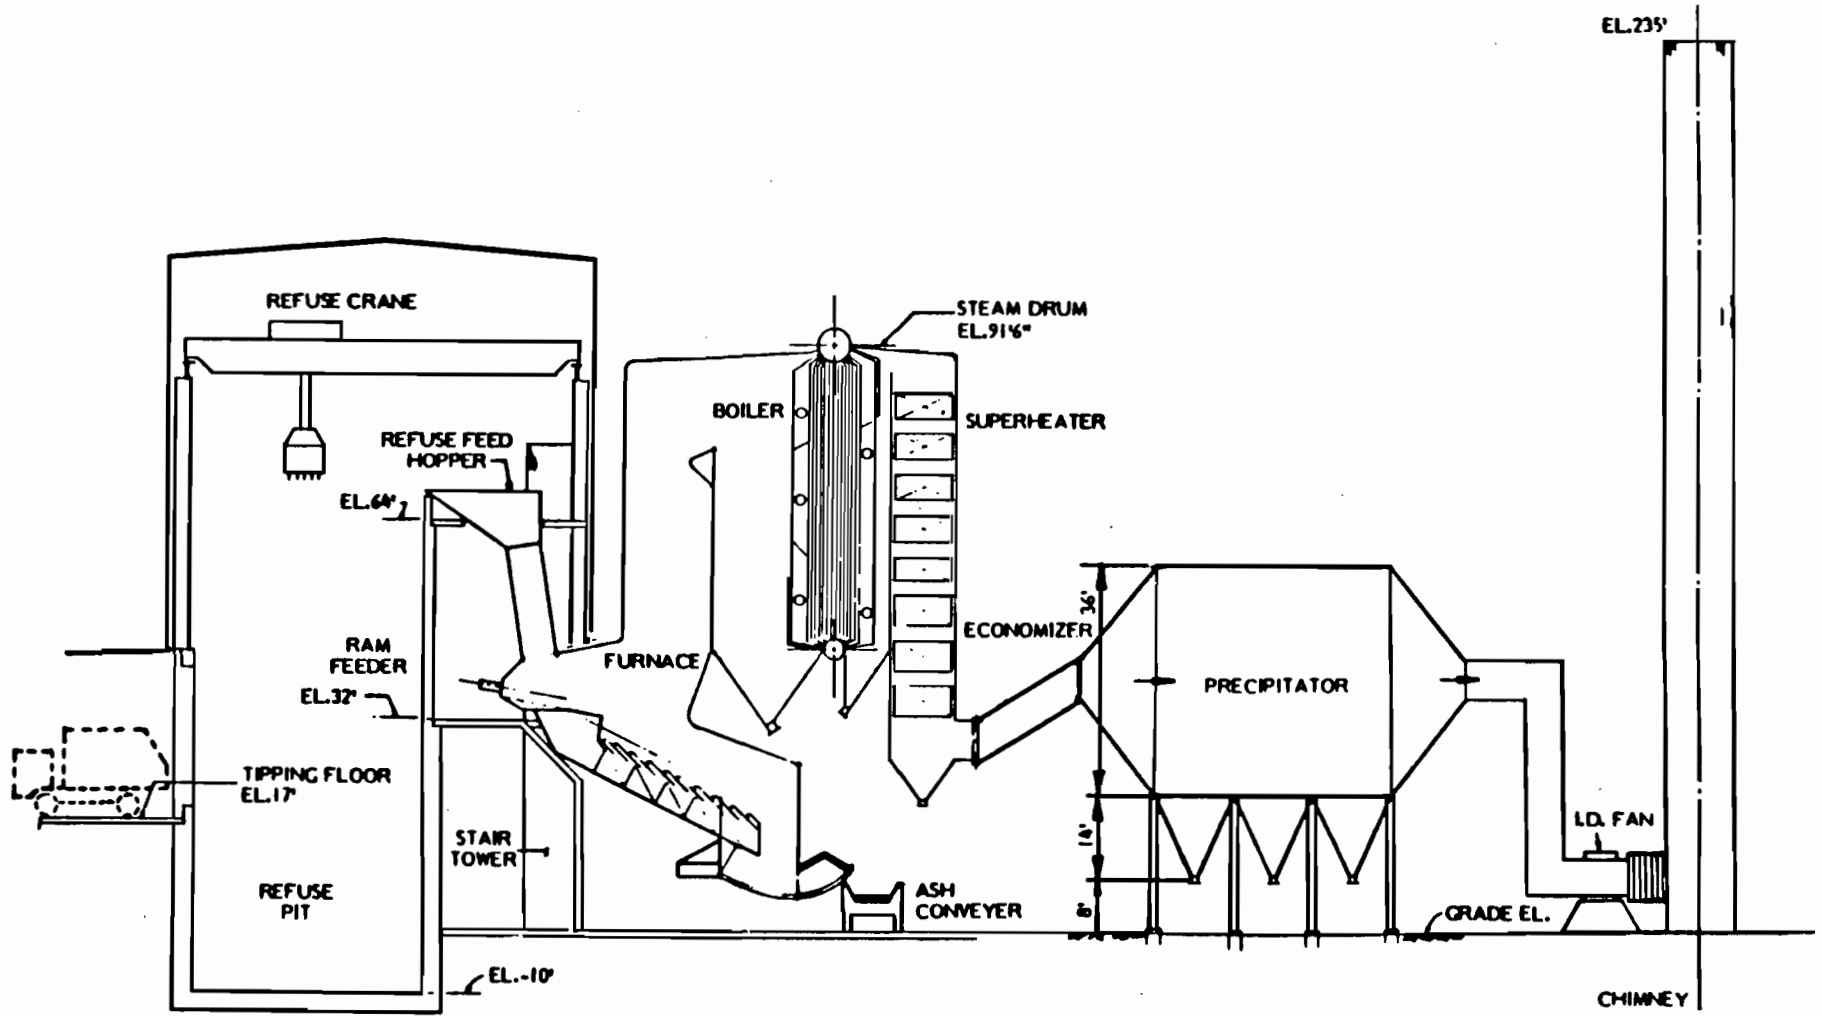 EL.235'
REFUSE CRANE
STEAM DRUM
EL.91'6"
BOILER
SUPERHEATER
REFUSE FEED
HOPPER
EL.64'
36'
ECONOMIZER
RAM
FEEDER
FURNACE
PRECIPITATOR
EL.32'
TIPPING FLOOR
EL.17'
14'
I.D. FAN
STAIR
TOWER
REFUSE
PIT
ASH
CONVEYER
8'
GRADE EL.
EL.-10'
CHIMNEY